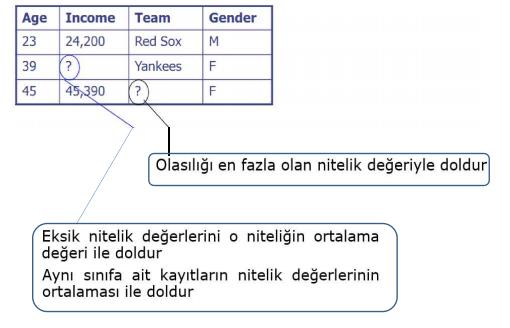 Age Income Team Gender
23 24,200 Red Sox M
39 ? Yankees F
45 45,390 ? F
Olasılığı en fazla olan nitelik değeriyle doldur
Eksik nitelik değerlerini o niteliğin ortalama
değeri ile doldur
Aynı sınıfa ait kayıtların nitelik değerlerinin
ortalaması ile doldur